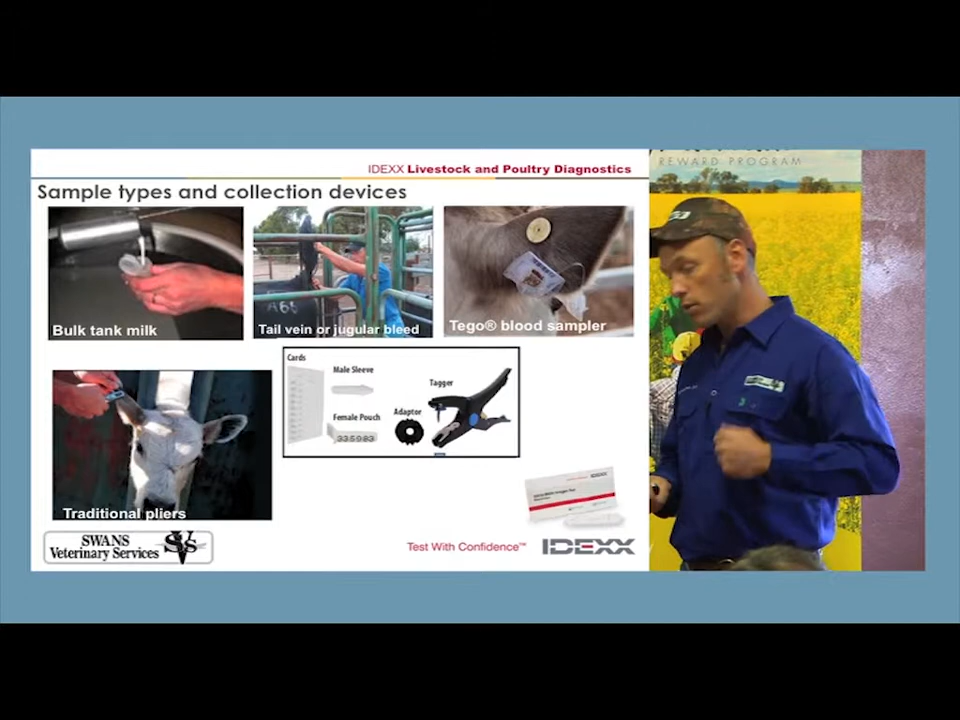 IDEXX Livestock and Poultry Diagnostics
REWARD PROGRAM
Sample types and collection devices
A66
Bulk tank milk
Tail vein or jugular bleed
Tego® blood sampler
Cards
Male Sleeve
Tagger
Female Pouch
Adaptor
335983
Traditional pliers
SWANS
Veterinary Services
Test With Confidence™
IDEXX